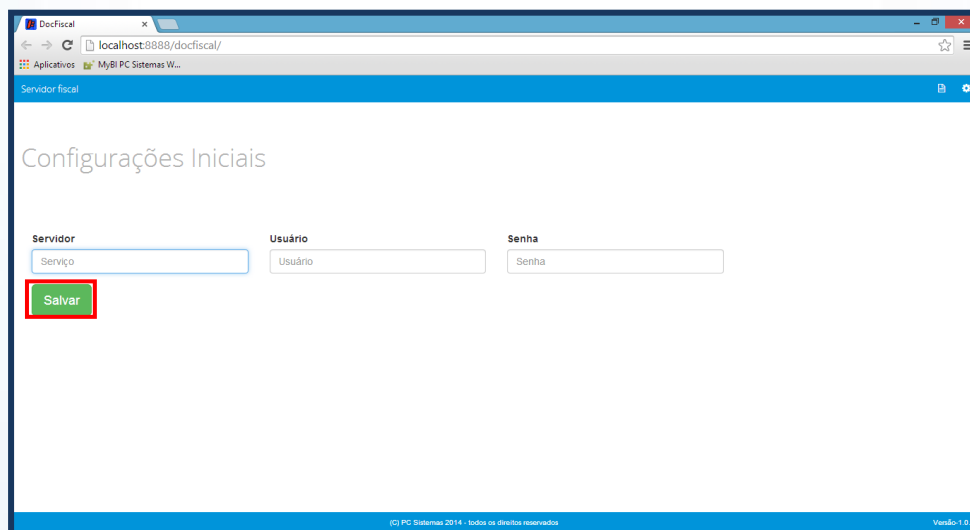 DocFiscal
localhost:8888/docfiscal/
Aplicativos MyBI PC Sistemas W...
Servidor fiscal
Configurações Iniciais
Servidor Usuário Senha
Serviço Usuário Senha
Salvar
(C) PC Sistemas 2014 - todos os direitos reservados Versão-1.0.